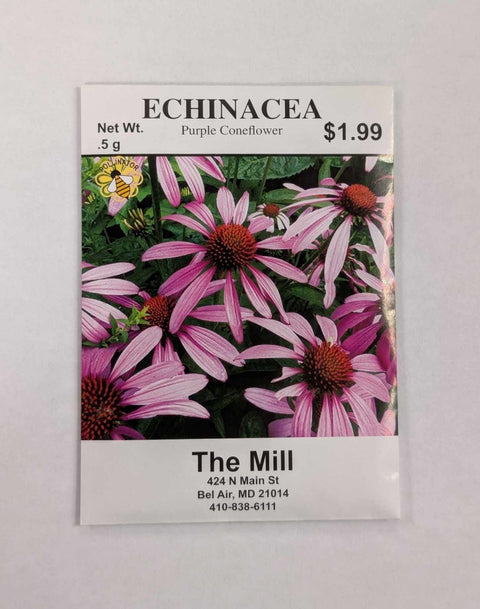 ECHINACEA
Purple Coneflower
Net Wt.
.5 g
$1.99
POLLINATOR
The Mill
424 N Main St
Bel Air, MD 21014
410-838-6111